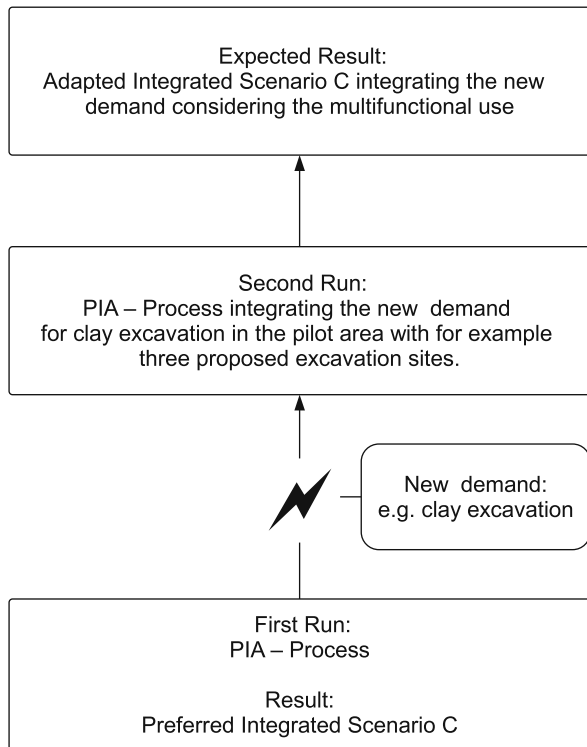 Expected Result:
Adapted Integrated Scenario C integrating the new
demand considering the multifunctional use
Second Run:
PIA – Process integrating the new demand
for clay excavation in the pilot area with for example
three proposed excavation sites.
New demand:
e.g. clay excavation
First Run:
PIA – Process
Result:
Preferred Integrated Scenario C